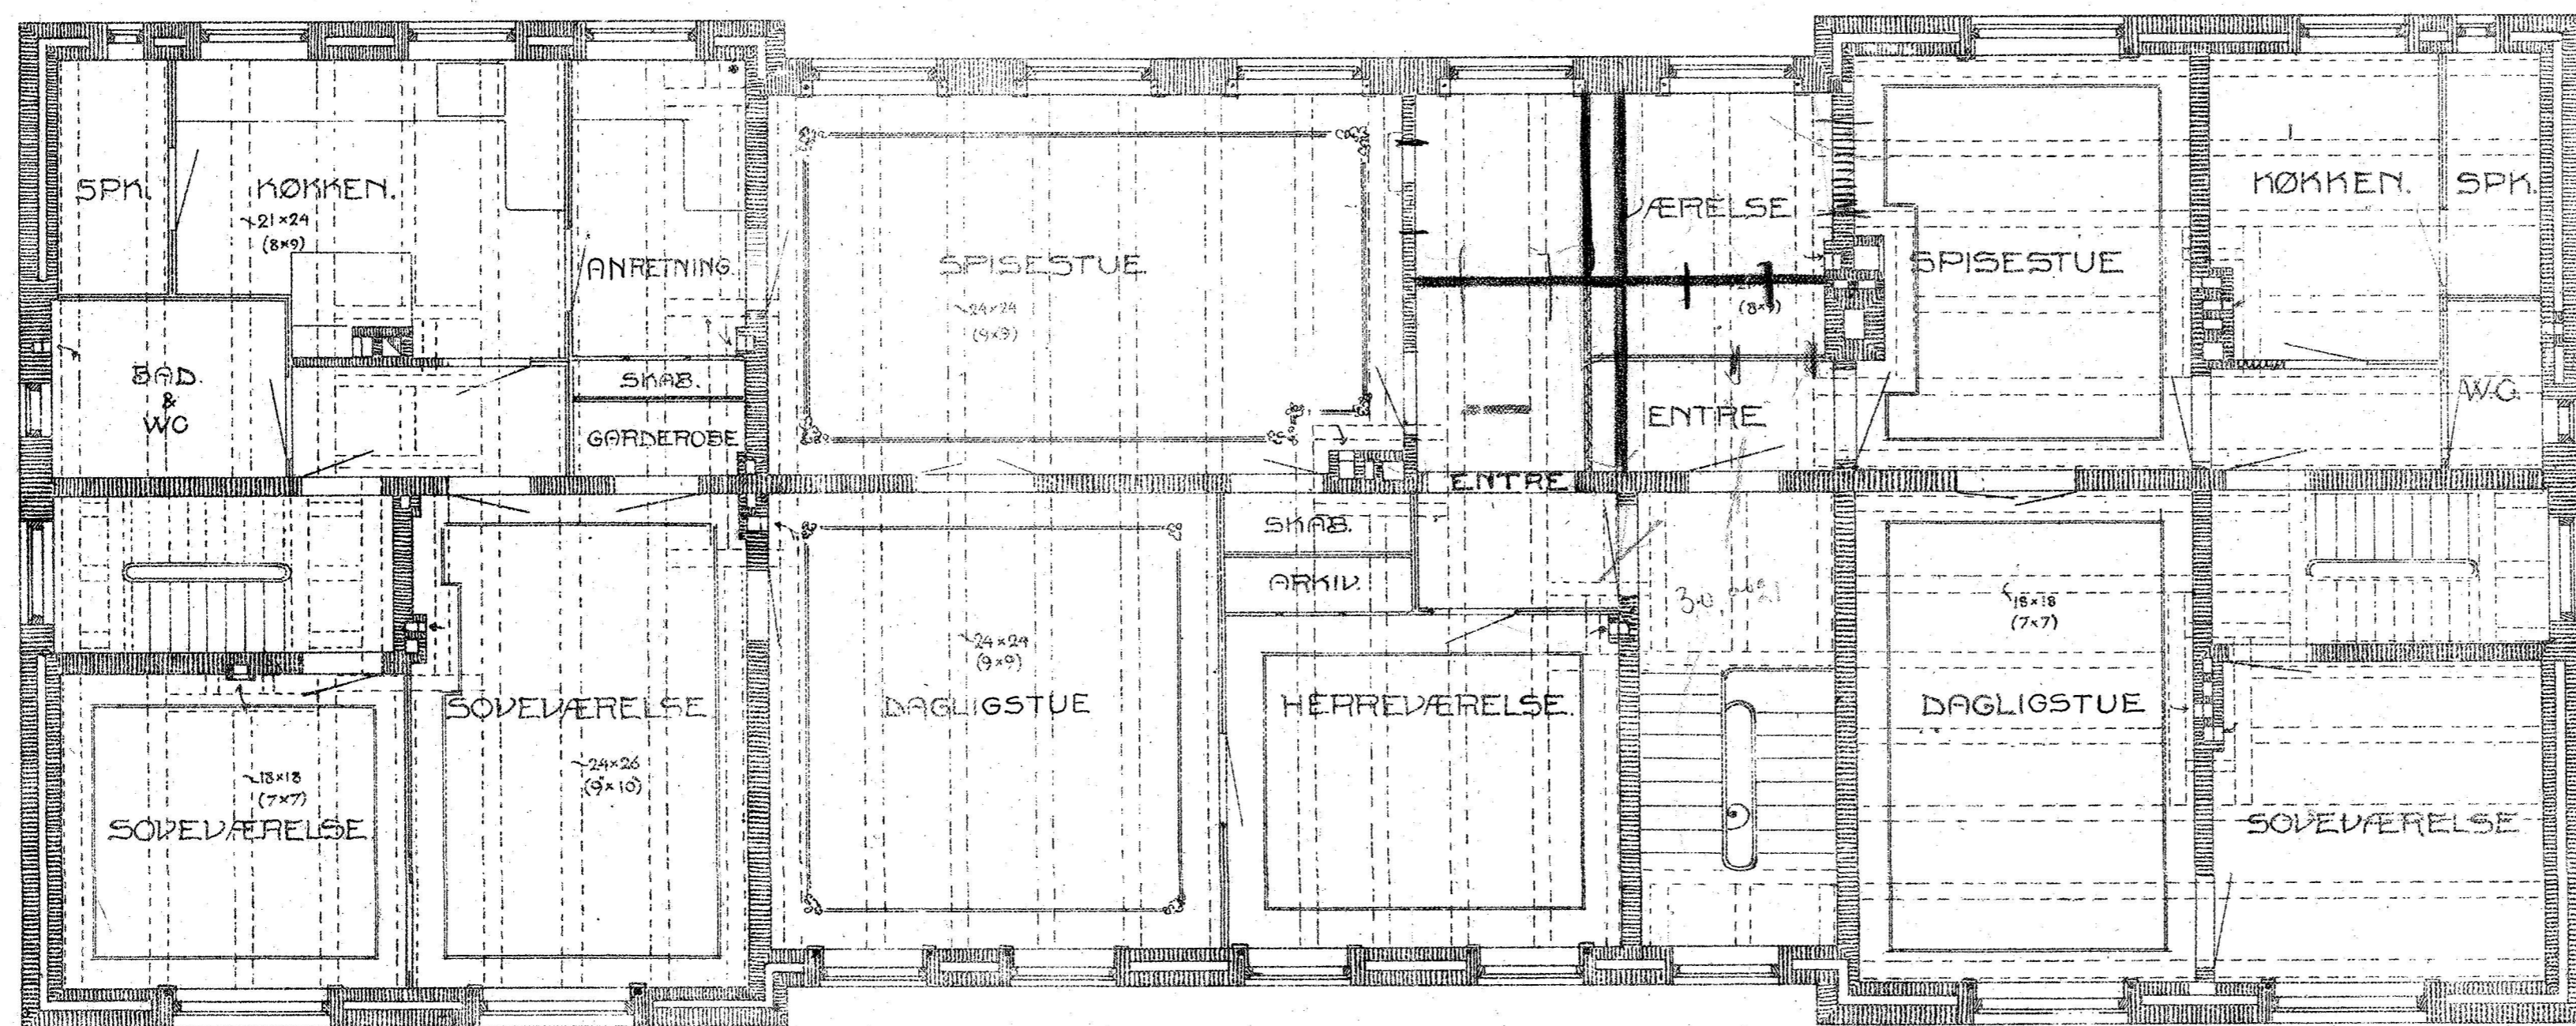 SPK.
KØKKEN.
21×24
(8×9)
ANRETNING.
BAD.
&
WC
SKAB.
GARDEROBE
SPISESTUE
24×24
(9×9)
VÆRELSE
(8×9)
ENTRE
ENTRE
SPISESTUE
KØKKEN.
SPK.
W.C.
SOVEVÆRELSE
18×18
(7×7)
SOVEVÆRELSE
24×26
(9×10)
24×24
(9×9)
DAGLIGSTUE
SKAB.
ARKIV.
HERREVÆRELSE.
18×18
(7×7)
DAGLIGSTUE
SOVEVÆRELSE